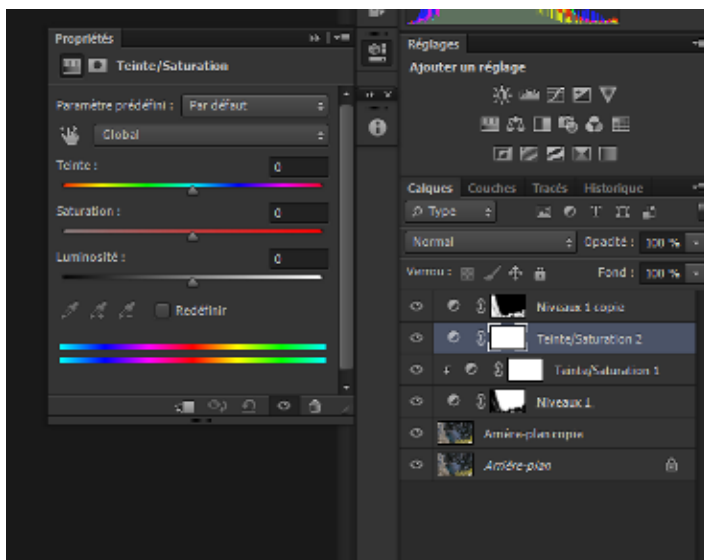 Propriétés
Teinte/Saturation
Paramètre prédéfini : Par défaut
Global
Teinte : 0
Saturation : 0
Luminosité : 0
Redéfinir
Réglages
Ajouter un réglage
Calques Couches Tracés Historique
Type
Normal Opacité : 100 %
Verrou : Fond : 100 %
Niveaux 1 copie
Teinte/Saturation 2
Teinte/Saturation 1
Niveaux 1
Arrière-plan copie
Arrière-plan